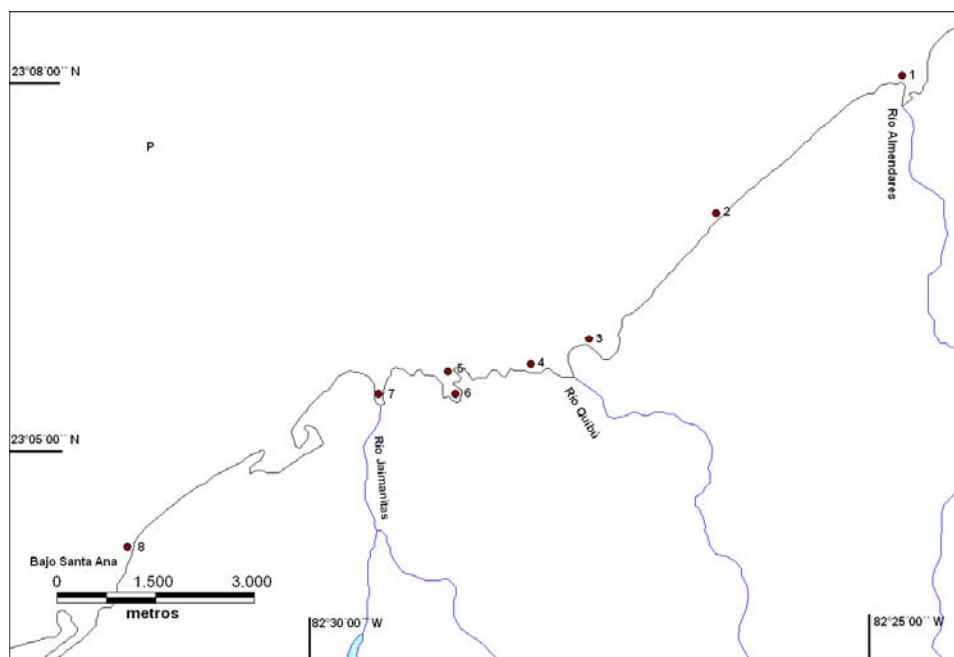 23°08´00´´ N
1
Río Almendares
P
2
3
4
5
6
7
Río Quibú
Río Jaimanitas
23°05´00´´ N
8
Bajo Santa Ana
0 1.500 3.000
metros
82°30´00´´ W
82°25´00´´ W